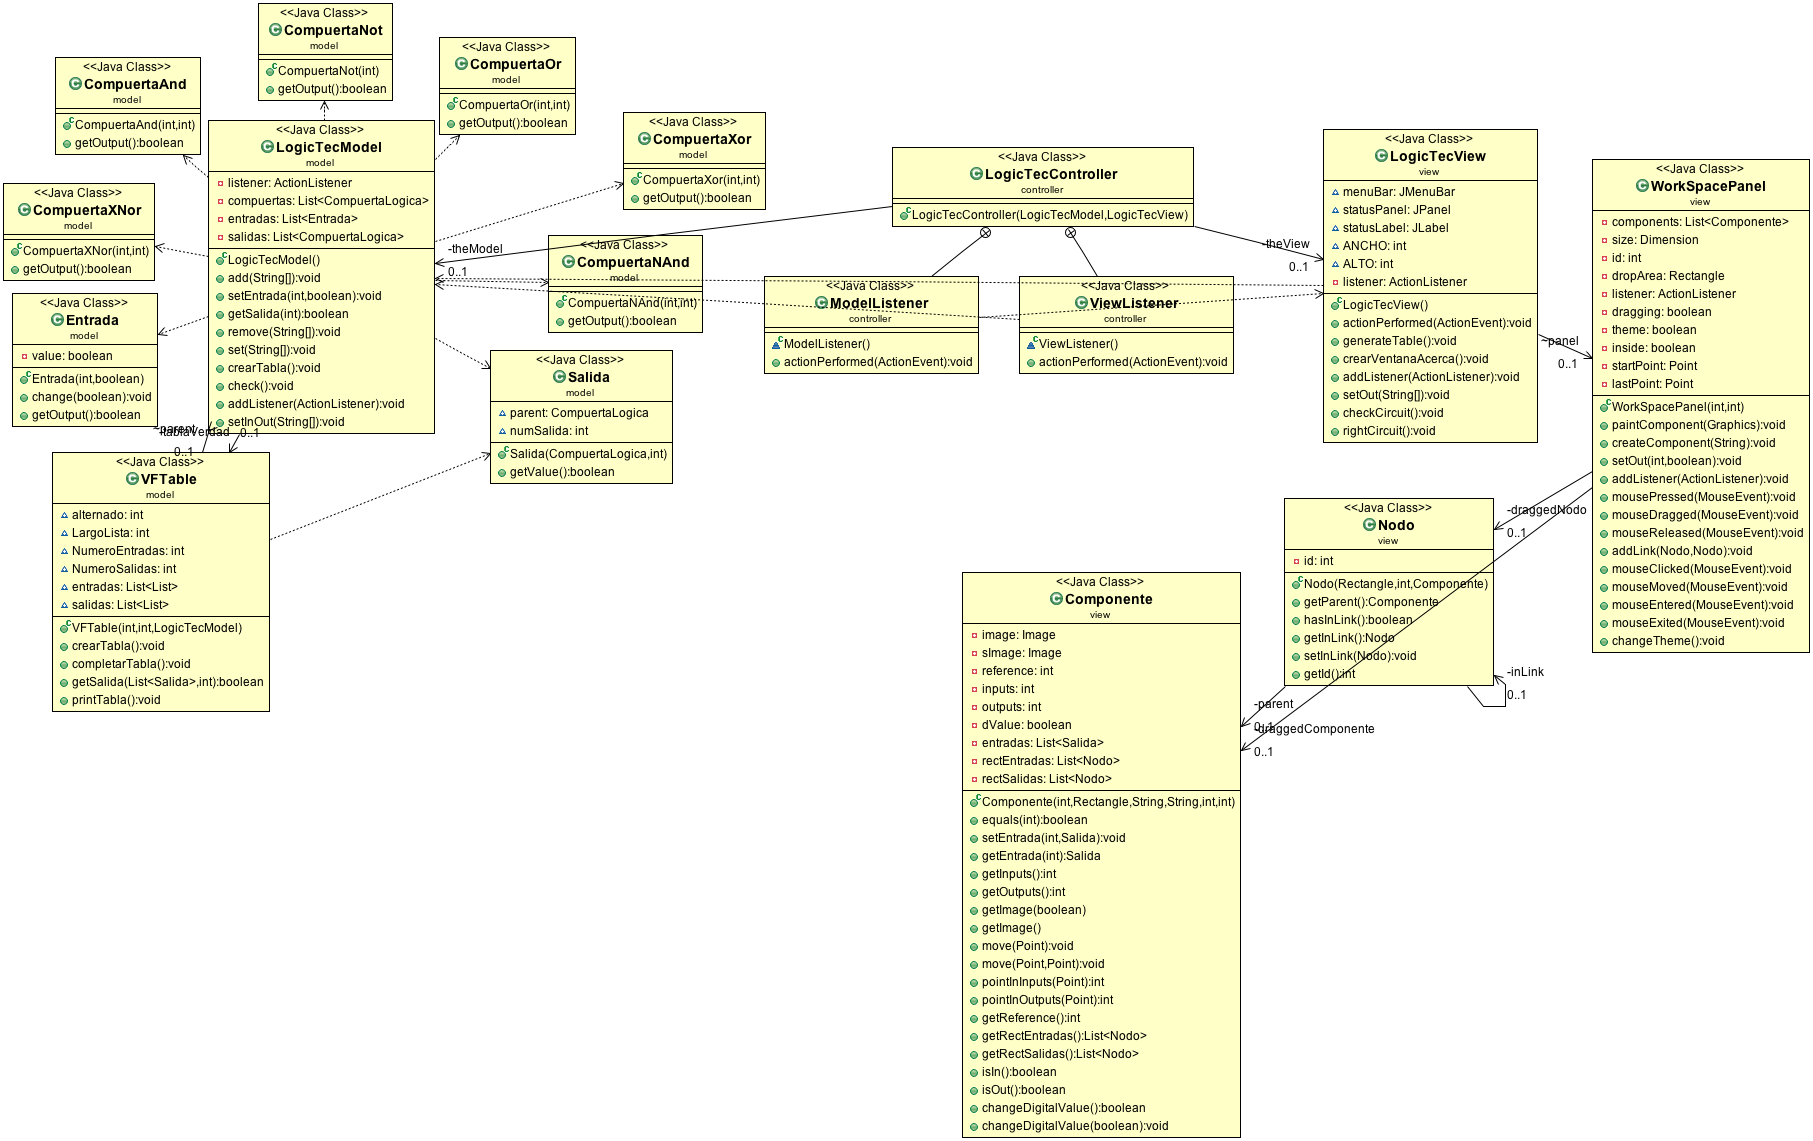 <<Java Class>>
CompuertaNot
model
CompuertaNot(int)
getOutput():boolean
<<Java Class>>
CompuertaOr
model
CompuertaOr(int,int)
getOutput():boolean
<<Java Class>>
CompuertaAnd
model
CompuertaAnd(int,int)
getOutput():boolean
<<Java Class>>
LogicTecModel
model
listener: ActionListener
compuertas: List<CompuertaLogica>
entradas: List<Entrada>
salidas: List<CompuertaLogica>
LogicTecModel()
add(String[]):void
setEntrada(int,boolean):void
getSalida(int):boolean
remove(String[]):void
set(String[]):void
crearTabla():void
check():void
addListener(ActionListener):void
setInOut(String[]):void
<<Java Class>>
CompuertaXor
model
CompuertaXor(int,int)
getOutput():boolean
<<Java Class>>
CompuertaXNor
model
CompuertaXNor(int,int)
getOutput():boolean
<<Java Class>>
CompuertaNAnd
model
CompuertaNAnd(int,int)
getOutput():boolean
<<Java Class>>
Entrada
model
value: boolean
Entrada(int,boolean)
change(boolean):void
getOutput():boolean
<<Java Class>>
Salida
model
parent: CompuertaLogica
numSalida: int
Salida(CompuertaLogica,int)
getValue():boolean
~parent
0..1
-tablaVerdad
0..1
<<Java Class>>
VFTable
model
alternado: int
LargoLista: int
NumeroEntradas: int
NumeroSalidas: int
entradas: List<List>
salidas: List<List>
VFTable(int,int,LogicTecModel)
crearTabla():void
completarTabla():void
getSalida(List<Salida>,int):boolean
printTabla():void
<<Java Class>>
LogicTecController
controller
LogicTecController(LogicTecModel,LogicTecView)
-theModel
0..1
-theView
0..1
<<Java Class>>
ModelListener
controller
ModelListener()
actionPerformed(ActionEvent):void
<<Java Class>>
ViewListener
controller
ViewListener()
actionPerformed(ActionEvent):void
<<Java Class>>
LogicTecView
view
menuBar: JMenuBar
statusPanel: JPanel
statusLabel: JLabel
ANCHO: int
ALTO: int
listener: ActionListener
LogicTecView()
actionPerformed(ActionEvent):void
generateTable():void
crearVentanaAcerca():void
addListener(ActionListener):void
setOut(String[]):void
checkCircuit():void
rightCircuit():void
~panel
0..1
<<Java Class>>
WorkSpacePanel
view
components: List<Componente>
size: Dimension
id: int
dropArea: Rectangle
listener: ActionListener
dragging: boolean
theme: boolean
inside: boolean
startPoint: Point
lastPoint: Point
WorkSpacePanel(int,int)
paintComponent(Graphics):void
createComponent(String):void
setOut(int,boolean):void
addListener(ActionListener):void
mousePressed(MouseEvent):void
mouseDragged(MouseEvent):void
mouseReleased(MouseEvent):void
addLink(Nodo,Nodo):void
mouseClicked(MouseEvent):void
mouseMoved(MouseEvent):void
mouseEntered(MouseEvent):void
mouseExited(MouseEvent):void
changeTheme():void
-draggedNodo
0..1
<<Java Class>>
Nodo
view
id: int
Nodo(Rectangle,int,Componente)
getParent():Componente
hasInLink():boolean
getInLink():Nodo
setInLink(Nodo):void
getId():int
-inLink
0..1
-parent
0..1
-draggedComponente
0..1
<<Java Class>>
Componente
view
image: Image
sImage: Image
reference: int
inputs: int
outputs: int
dValue: boolean
entradas: List<Salida>
rectEntradas: List<Nodo>
rectSalidas: List<Nodo>
Componente(int,Rectangle,String,String,int,int)
equals(int):boolean
setEntrada(int,Salida):void
getEntrada(int):Salida
getInputs():int
getOutputs():int
getImage(boolean)
getImage()
move(Point):void
move(Point,Point):void
pointInInputs(Point):int
pointInOutputs(Point):int
getReference():int
getRectEntradas():List<Nodo>
getRectSalidas():List<Nodo>
isIn():boolean
isOut():boolean
changeDigitalValue():boolean
changeDigitalValue(boolean):void